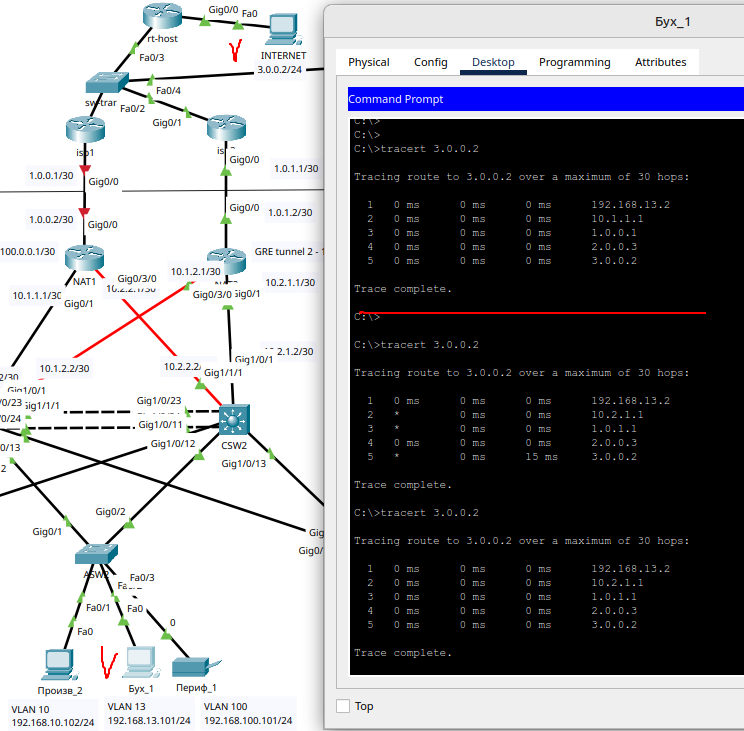 Gig0/0
Fa0
rt-host
Fa0/3
INTERNET
3.0.0.2/24
Fa0/4
Fa0/2
Gig0/1
isp1
Gig0/0
1.0.0.1/30
Gig0/0
1.0.1.1/30
1.0.0.2/30
Gig0/0
Gig0/0
1.0.1.2/30
100.0.0.1/30
GRE tunnel 2 - 1
NAT1
Gig0/3/0
10.1.2.1/30
10.2.1.1/30
10.1.1.1/30
Gig0/1
Gig0/3/0
Gig0/1
10.1.2.2/30
10.2.2.2/
Gig1/0/1
Gig1/1/1
2.1.2/30
2/30
Gig1/0/1
Gig1/1/1
0/23
0/24
Gig1/0/23
Gig1/0/11
Gig1/0/12
CSW2
Gig1/0/13
0/13
2
Gig0/1
Gig0/2
Gig
Gig0/
Fa0/3
Fa0/1
Fa0
Fa0
0
Произв_2
Бух_1
Периф_1
VLAN 10
192.168.10.102/24
VLAN 13
192.168.13.101/24
VLAN 100
192.168.100.101/24
Бух_1
Physical Config Desktop Programming Attributes
Command Prompt
C:\>
C:\>
C:\>tracert 3.0.0.2
Tracing route to 3.0.0.2 over a maximum of 30 hops:
1 0 ms 0 ms 0 ms 192.168.13.2
2 0 ms 0 ms 0 ms 10.1.1.1
3 0 ms 0 ms 0 ms 1.0.0.1
4 0 ms 0 ms 0 ms 2.0.0.3
5 0 ms 0 ms 0 ms 3.0.0.2
Trace complete.
C:\>
C:\>tracert 3.0.0.2
Tracing route to 3.0.0.2 over a maximum of 30 hops:
1 0 ms 0 ms 0 ms 192.168.13.2
2 * 0 ms 0 ms 10.2.1.1
3 * 0 ms 0 ms 1.0.1.1
4 0 ms 0 ms 0 ms 2.0.0.3
5 * 0 ms 15 ms 3.0.0.2
Trace complete.
C:\>tracert 3.0.0.2
Tracing route to 3.0.0.2 over a maximum of 30 hops:
1 0 ms 0 ms 0 ms 192.168.13.2
2 0 ms 0 ms 0 ms 10.2.1.1
3 0 ms 0 ms 0 ms 1.0.1.1
4 0 ms 0 ms 0 ms 2.0.0.3
5 0 ms 0 ms 0 ms 3.0.0.2
Trace complete.
Top